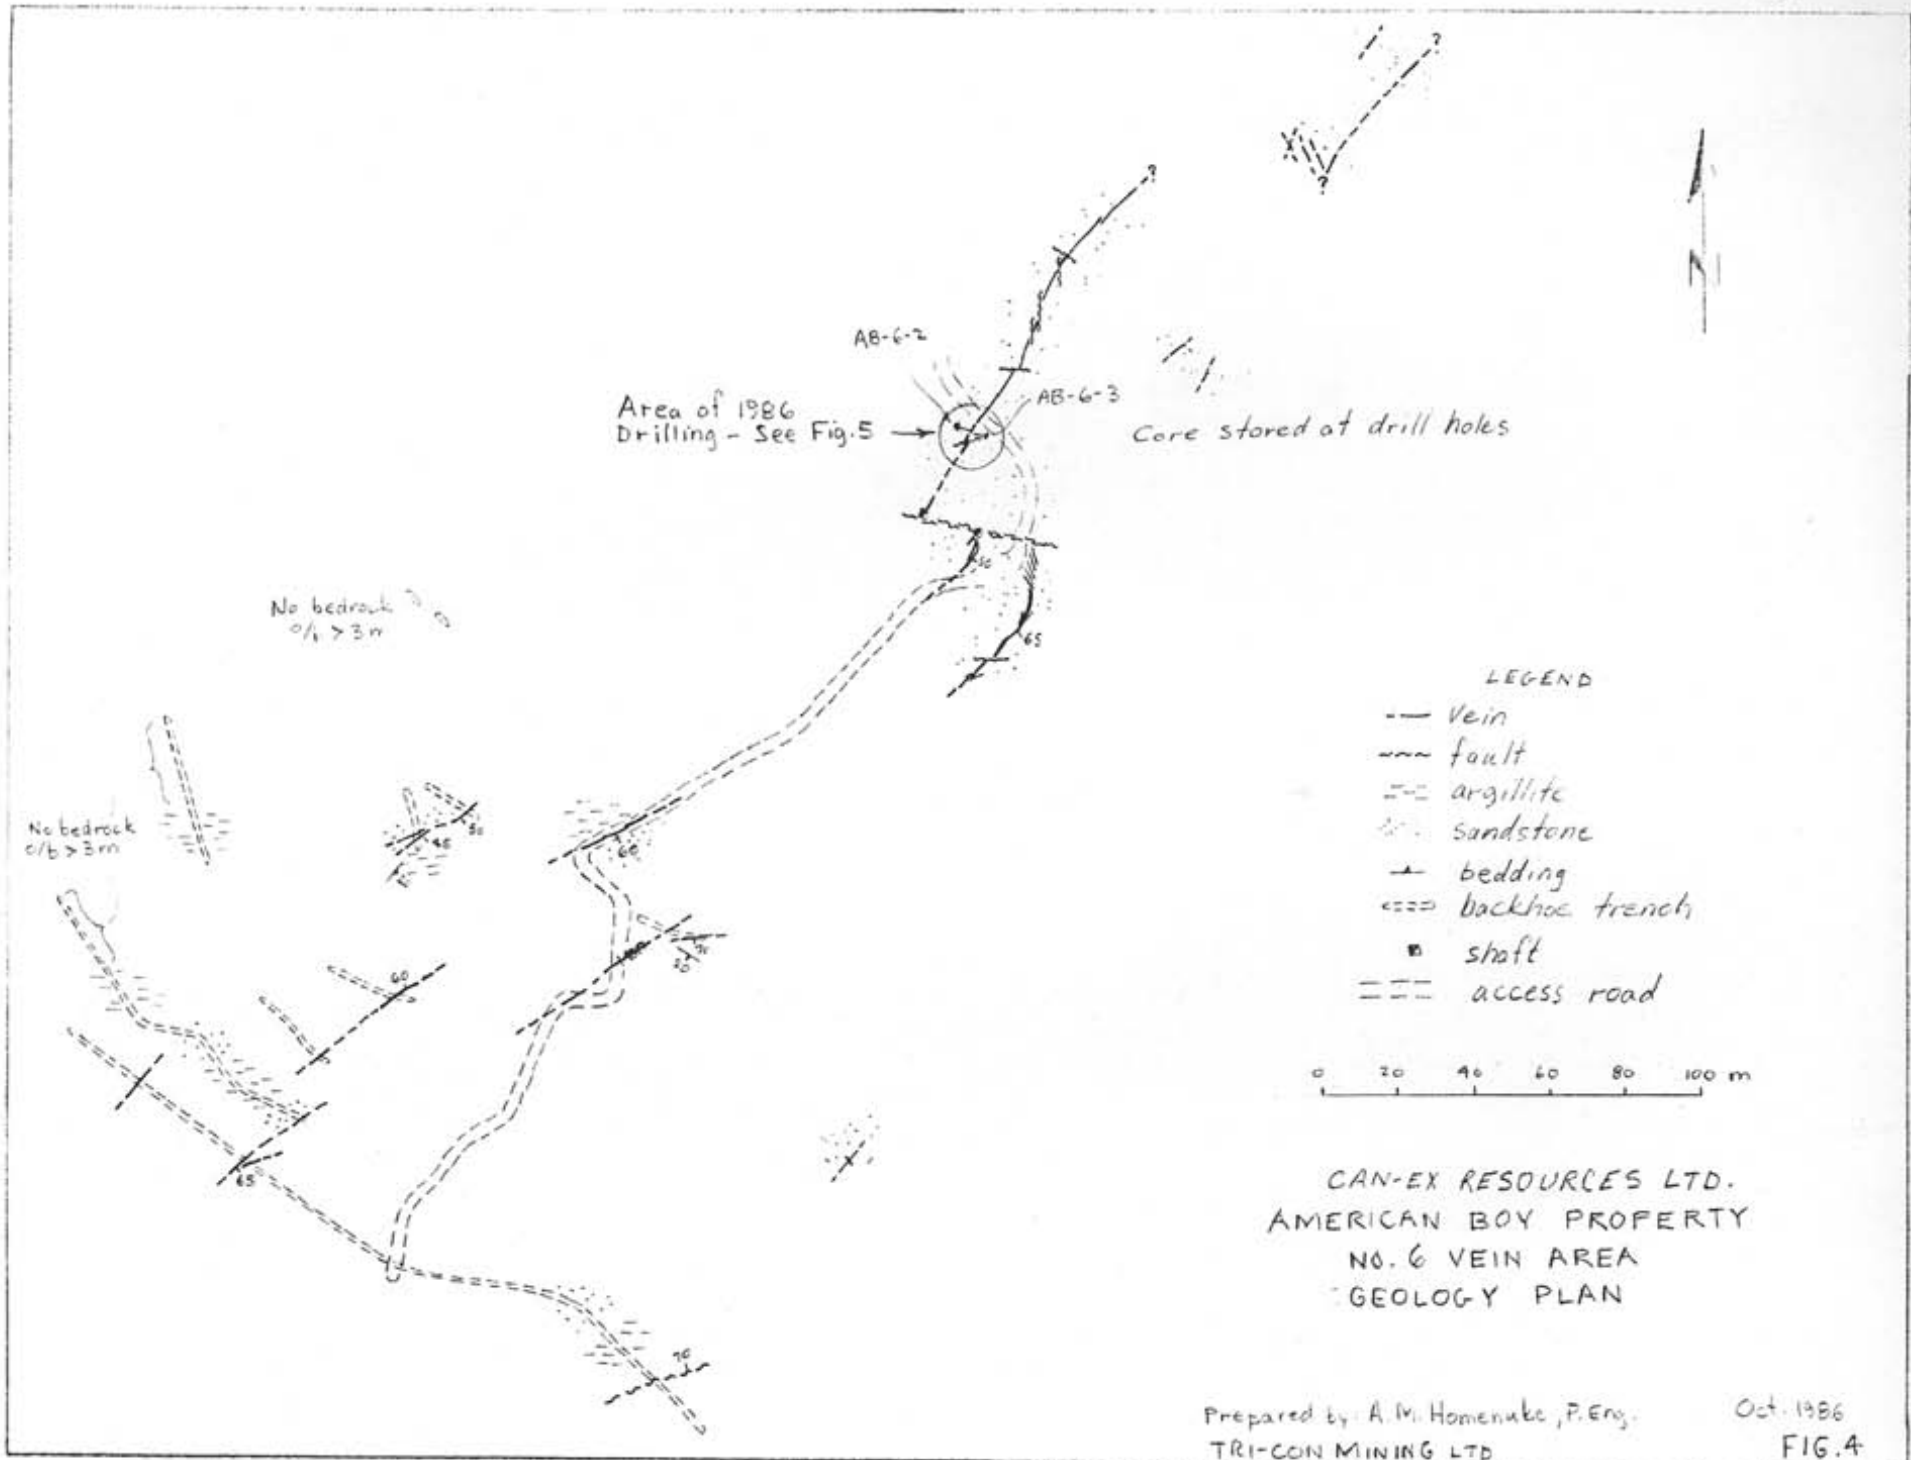 ?
?
?
N
AB-6-2
AB-6-3
Area of 1986
Drilling - See Fig. 5
Core stored at drill holes
50
65
No bedrock
o/b > 3m
No bedrock
o/b > 3m
50
60
60
20
65
70
LEGEND
vein
fault
argillite
sandstone
bedding
backhoe trench
shaft
access road
0 20 40 60 80 100 m
CAN-EX RESOURCES LTD.
AMERICAN BOY PROPERTY
NO. 6 VEIN AREA
GEOLOGY PLAN
Prepared by: A. M. Homenuke, P. Eng.
Oct. 1986
TRI-CON MINING LTD
FIG. 4